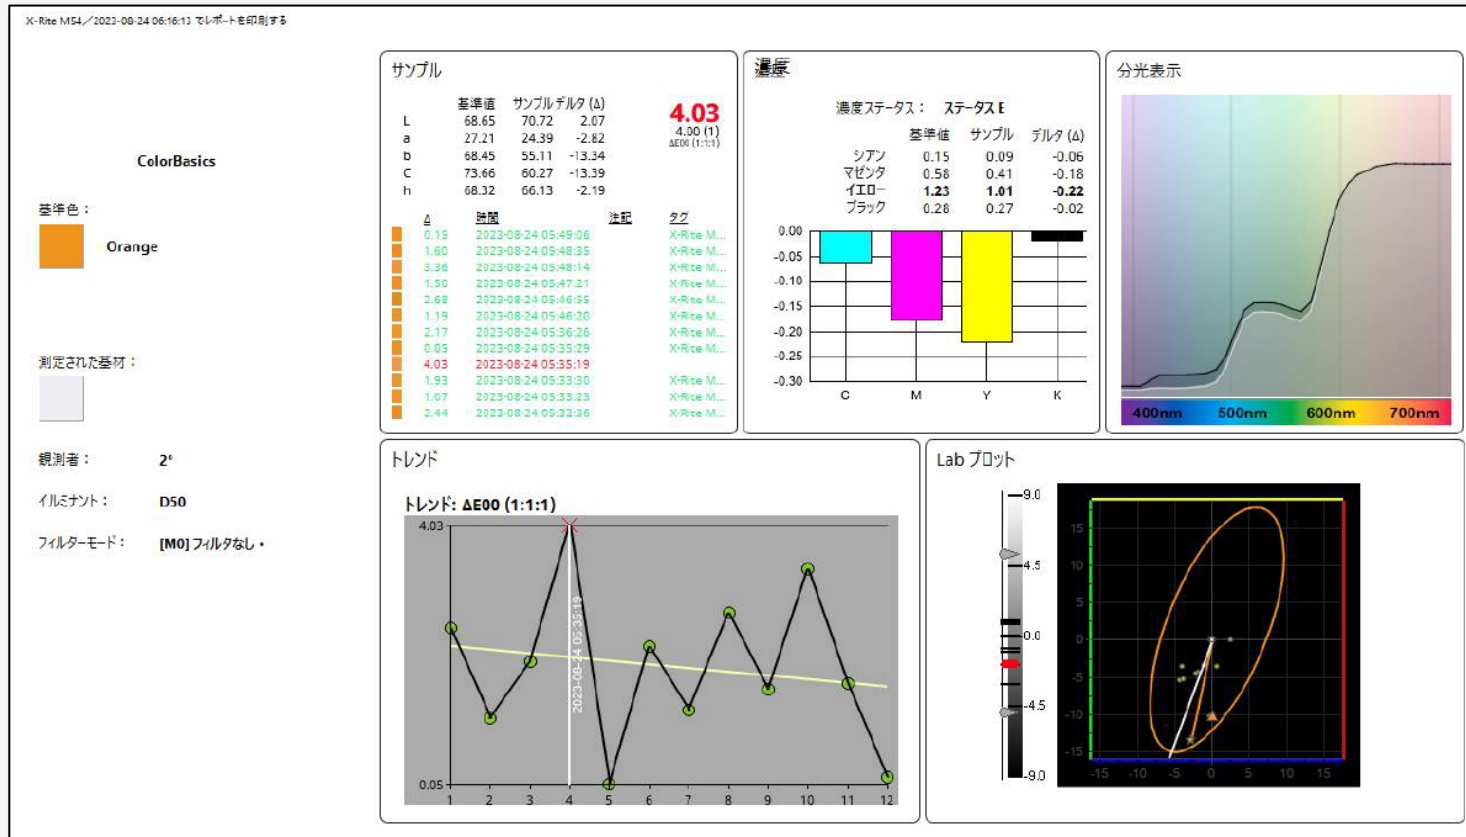 X-Rite MS4／2023-08-24 06:16:13 でレポートを印刷する
ColorBasics
基準色：
Orange
測定された基材：
観測者： 2°
イルミナント： D50
フィルターモード： [M0] フィルタなし・
サンプル
基準値 サンプル デルタ (Δ)
L 68.65 70.72 2.07
a 27.21 24.39 -2.82
b 68.45 55.11 -13.34
C 73.66 60.27 -13.39
h 68.32 66.13 -2.19
4.03
4.00 (1)
ΔE00 (1:1:1)
Δ 時間 注記 タグ
0.15 2023-08-24 05:49:06 X-Rite M...
1.60 2023-08-24 05:48:35 X-Rite M...
3.36 2023-08-24 05:48:14 X-Rite M...
1.50 2023-08-24 05:47:21 X-Rite M...
2.68 2023-08-24 05:46:55 X-Rite M...
1.19 2023-08-24 05:46:20 X-Rite M...
2.17 2023-08-24 05:36:26 X-Rite M...
0.05 2023-08-24 05:35:29 X-Rite M...
4.03 2023-08-24 05:35:19
1.93 2023-08-24 05:33:30 X-Rite M...
1.07 2023-08-24 05:33:23 X-Rite M...
2.44 2023-08-24 05:32:36 X-Rite M...
濃度
濃度ステータス： ステータス E
基準値 サンプル デルタ (Δ)
シアン 0.15 0.09 -0.06
マゼンタ 0.58 0.41 -0.18
イエロー 1.23 1.01 -0.22
ブラック 0.28 0.27 -0.02
0.00
-0.05
-0.10
-0.15
-0.20
-0.25
-0.30
C M Y K
分光表示
400nm 500nm 600nm 700nm
トレンド
トレンド: ΔE00 (1:1:1)
4.03
2023-08-24 05:35:19
0.05
1 2 3 4 5 6 7 8 9 10 11 12
Lab プロット
9.0
4.5
0.0
-4.5
-9.0
15
10
5
0
-5
-10
-15
-15 -10 -5 0 5 10 15